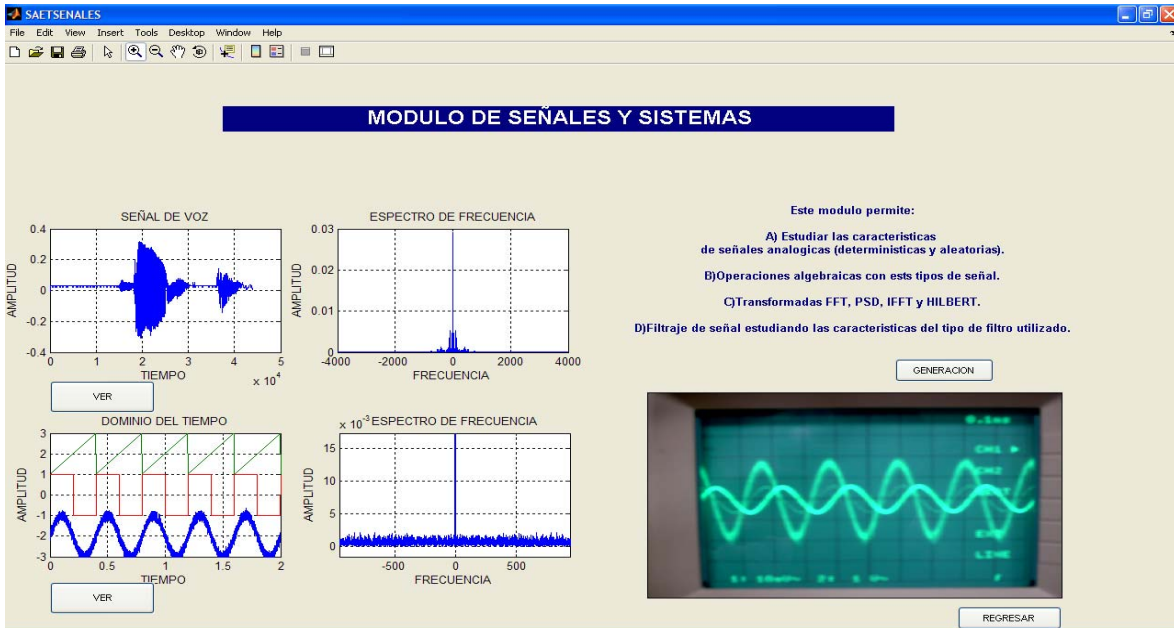 SAETSENALES
File Edit View Insert Tools Desktop Window Help
MODULO DE SEÑALES Y SISTEMAS
SEÑAL DE VOZ
0.4
0.2
0
-0.2
-0.4
AMPLITUD
0 1 2 3 4 5
TIEMPO
x 10^4
VER
ESPECTRO DE FRECUENCIA
0.03
0.02
0.01
0
AMPLITUD
-4000 -2000 0 2000 4000
FRECUENCIA
DOMINIO DEL TIEMPO
3
2
1
0
-1
-2
-3
AMPLITUD
0 0.5 1 1.5 2
TIEMPO
VER
x 10^-3 ESPECTRO DE FRECUENCIA
15
10
5
0
AMPLITUD
-500 0 500
FRECUENCIA
Este modulo permite:
A) Estudiar las caracteristicas
de señales analogicas (deterministicas y aleatorias).
B)Operaciones algebraicas con ests tipos de señal.
C)Transformadas FFT, PSD, IFFT y HILBERT.
D)Filtraje de señal estudiando las caracteristicas del tipo de filtro utilizado.
GENERACION
0.1ms
CH1
CH2
LINE
REGRESAR